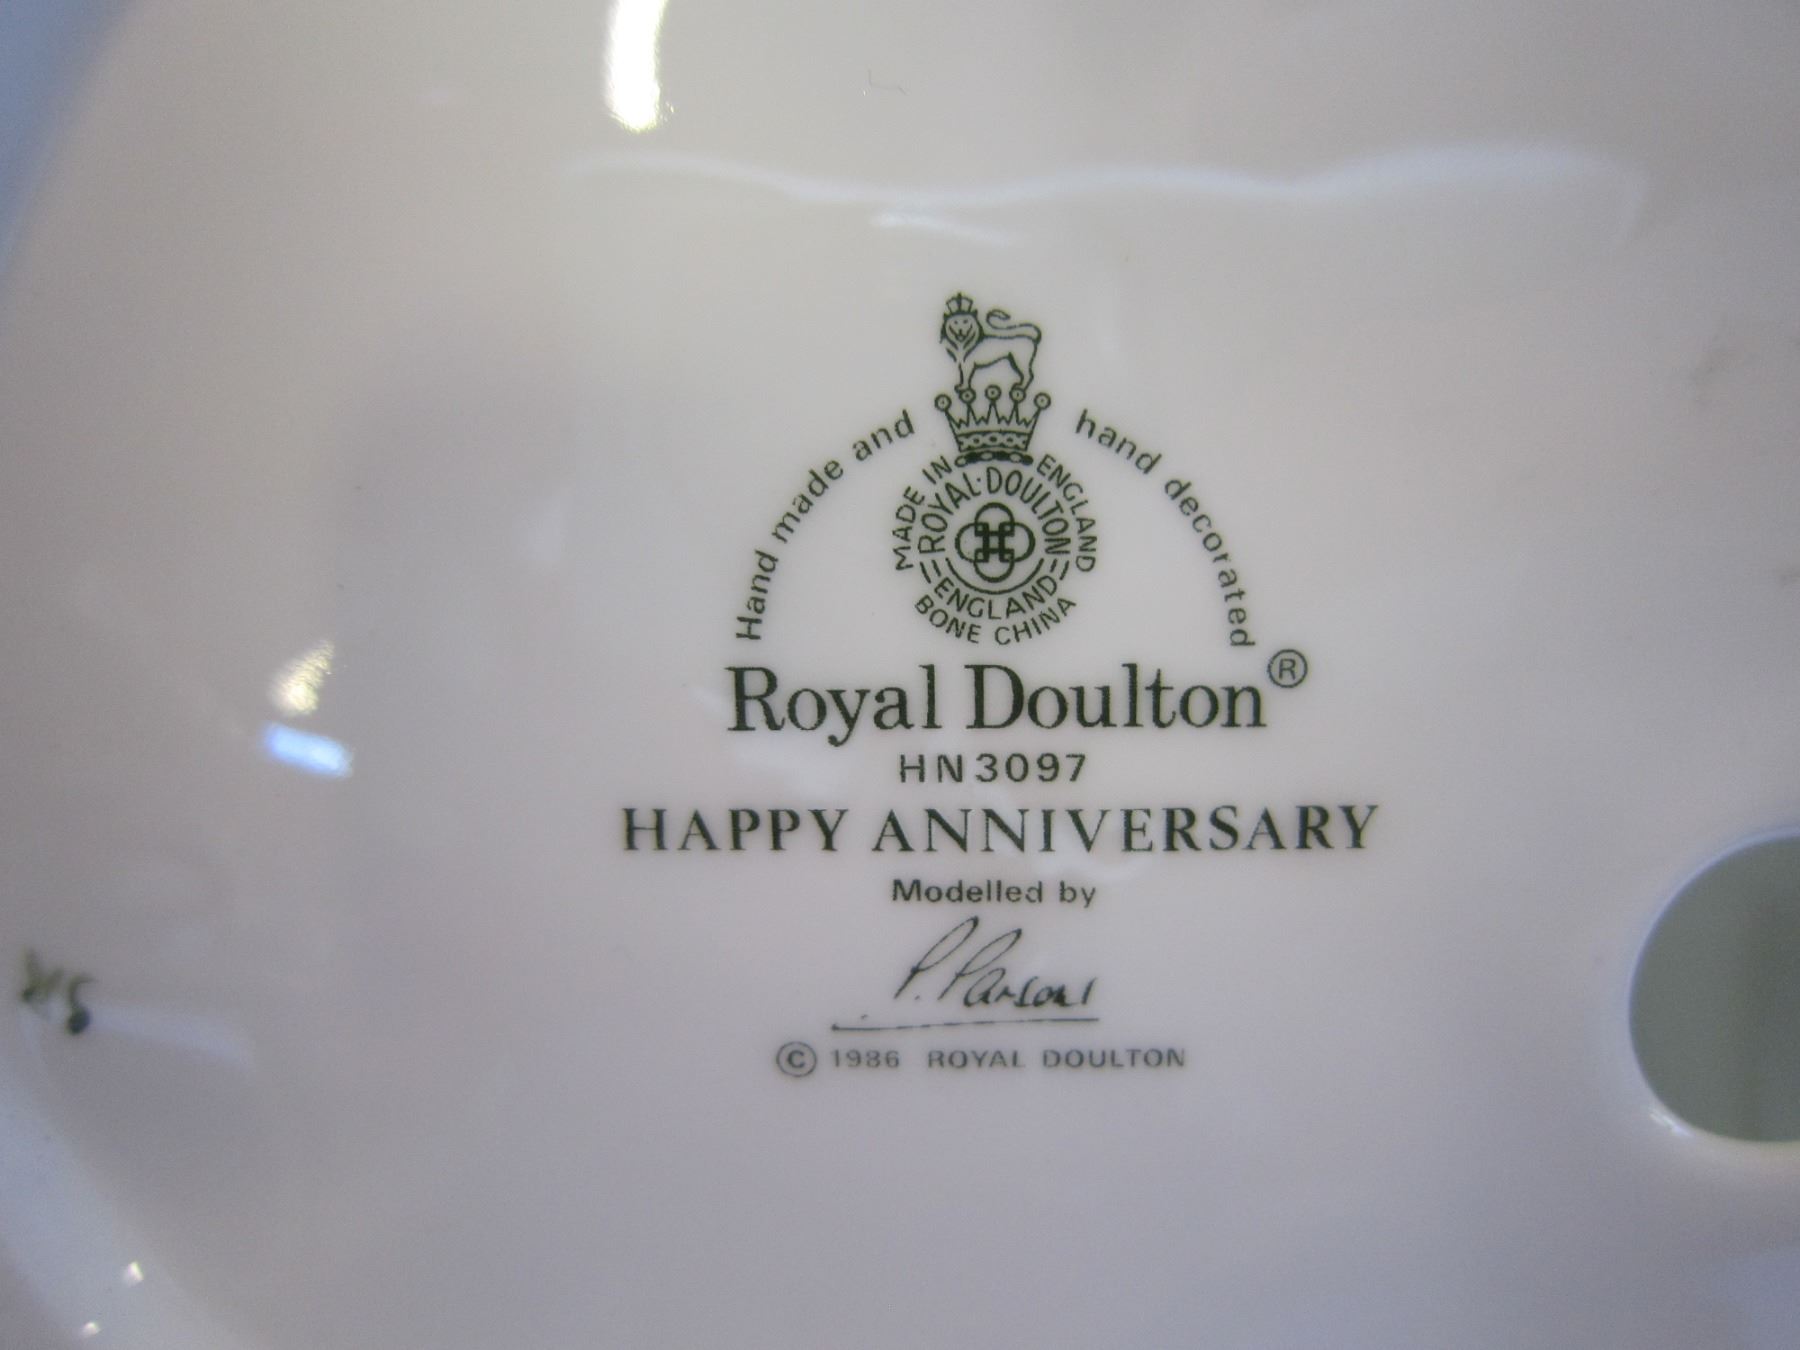 Hand made and hand decorated
MADE IN ENGLAND
ROYAL·DOULTON
ENGLAND
BONE CHINA
Royal Doulton®
HN3097
HAPPY ANNIVERSARY
Modelled by
P. Parsons
© 1986 ROYAL DOULTON